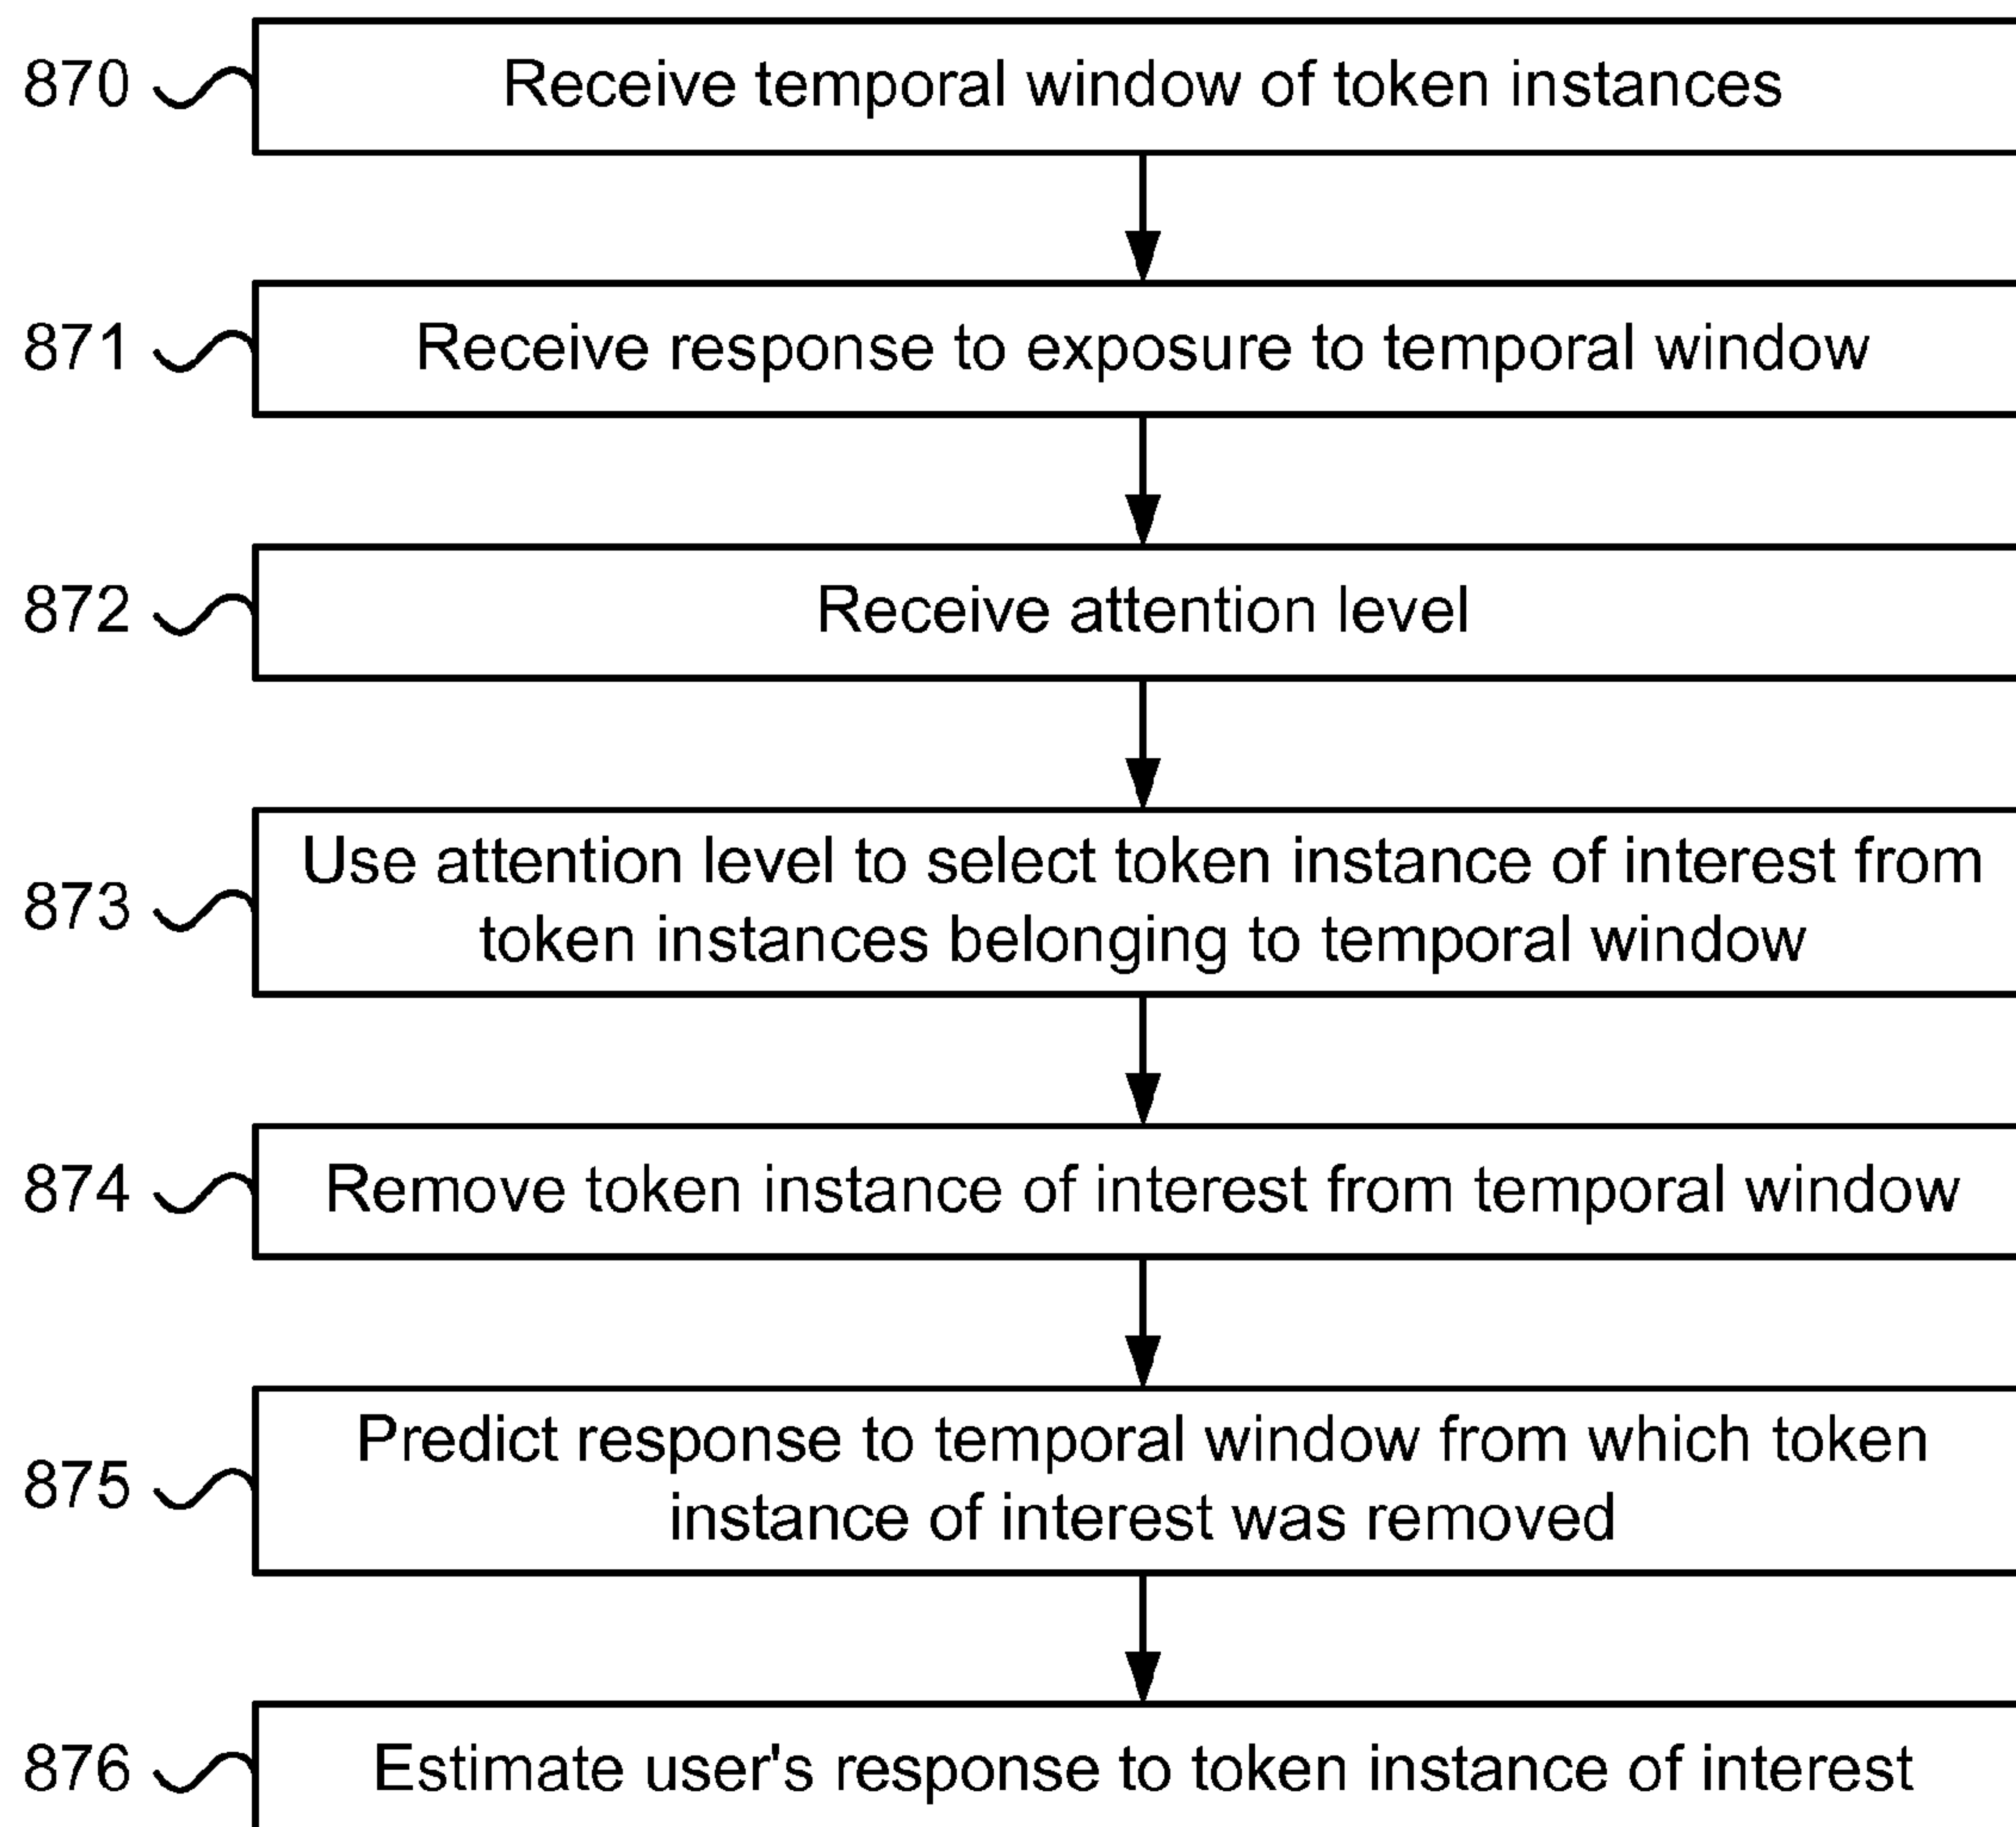 870 Receive temporal window of token instances
871 Receive response to exposure to temporal window
872 Receive attention level
873 Use attention level to select token instance of interest from
token instances belonging to temporal window
874 Remove token instance of interest from temporal window
875 Predict response to temporal window from which token
instance of interest was removed
876 Estimate user's response to token instance of interest